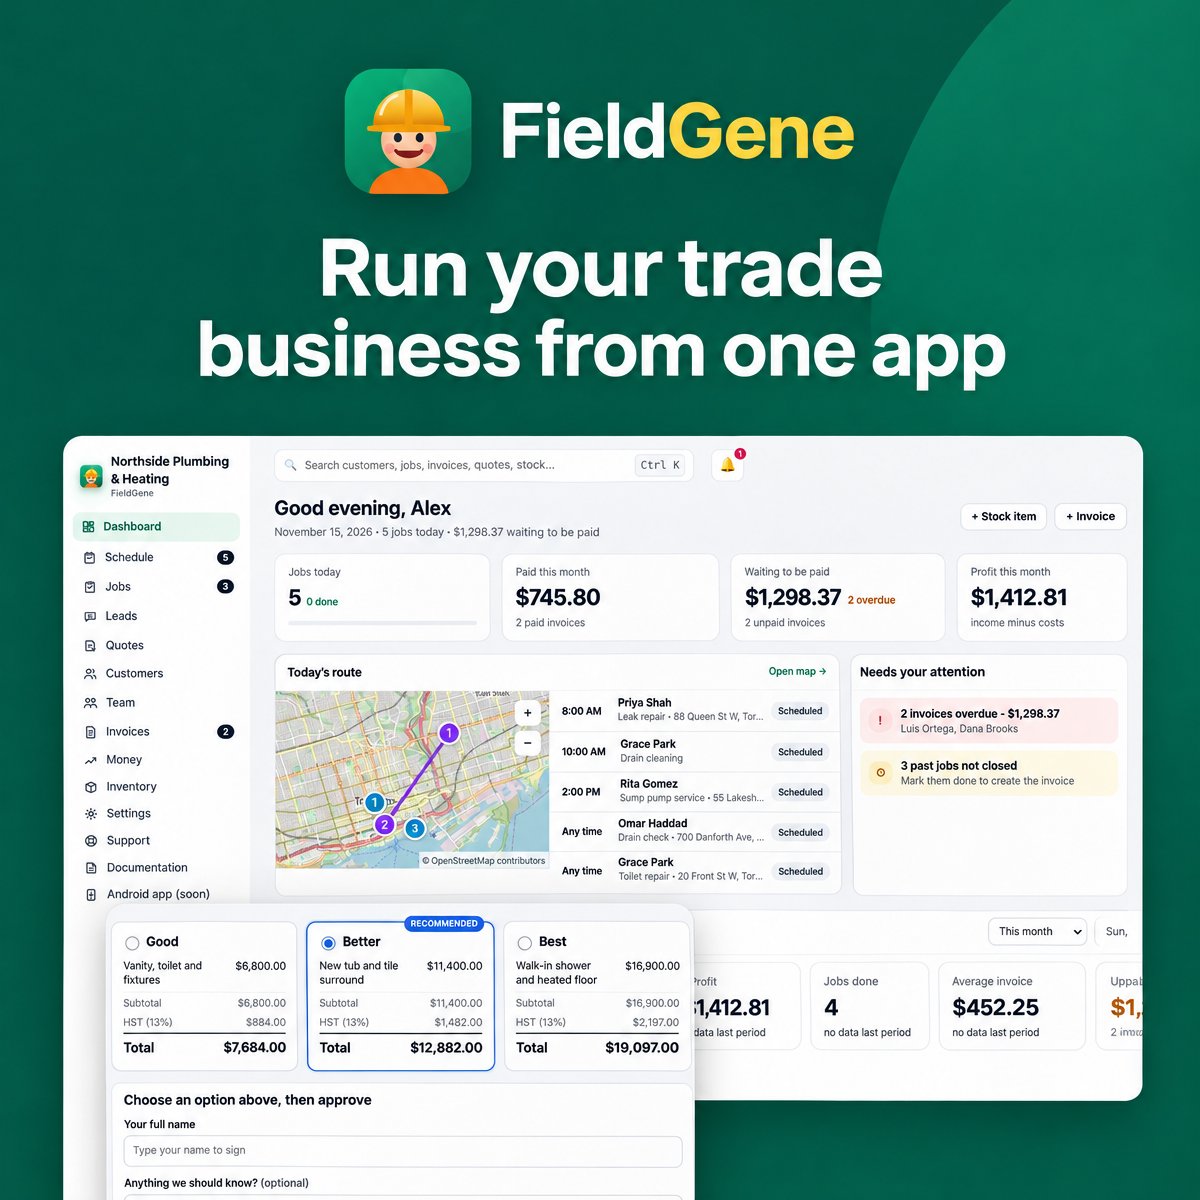 FieldGene
Run your trade
business from one app
Northside Plumbing
& Heating
FieldGene
Dashboard
Schedule 5
Jobs 3
Leads
Quotes
Customers
Team
Invoices 2
Money
Inventory
Settings
Support
Documentation
Android app (soon)
Search customers, jobs, invoices, quotes, stock...
Ctrl K
1
Good evening, Alex
November 15, 2026 • 5 jobs today • $1,298.37 waiting to be paid
+ Stock item
+ Invoice
Jobs today
5 0 done
Paid this month
$745.80
2 paid invoices
Waiting to be paid
$1,298.37 2 overdue
2 unpaid invoices
Profit this month
$1,412.81
income minus costs
Today's route
Open map →
+
−
1
1
2
3
© OpenStreetMap contributors
8:00 AM
Priya Shah
Leak repair • 88 Queen St W, Tor...
Scheduled
10:00 AM
Grace Park
Drain cleaning
Scheduled
2:00 PM
Rita Gomez
Sump pump service • 55 Lakesh...
Scheduled
Any time
Omar Haddad
Drain check • 700 Danforth Ave, ...
Scheduled
Any time
Grace Park
Toilet repair • 20 Front St W, Tor...
Scheduled
Needs your attention
!
2 invoices overdue - $1,298.37
Luis Ortega, Dana Brooks
3 past jobs not closed
Mark them done to create the invoice
This month
Sun,
Profit
1,412.81
data last period
Jobs done
4
no data last period
Average invoice
$452.25
no data last period
$1,
RECOMMENDED
Good
Vanity, toilet and
fixtures
$6,800.00
Subtotal $6,800.00
HST (13%) $884.00
Total $7,684.00
Better
New tub and tile
surround
$11,400.00
Subtotal $11,400.00
HST (13%) $1,482.00
Total $12,882.00
Best
Walk-in shower
and heated floor
$16,900.00
Subtotal $16,900.00
HST (13%) $2,197.00
Total $19,097.00
Choose an option above, then approve
Your full name
Type your name to sign
Anything we should know? (optional)